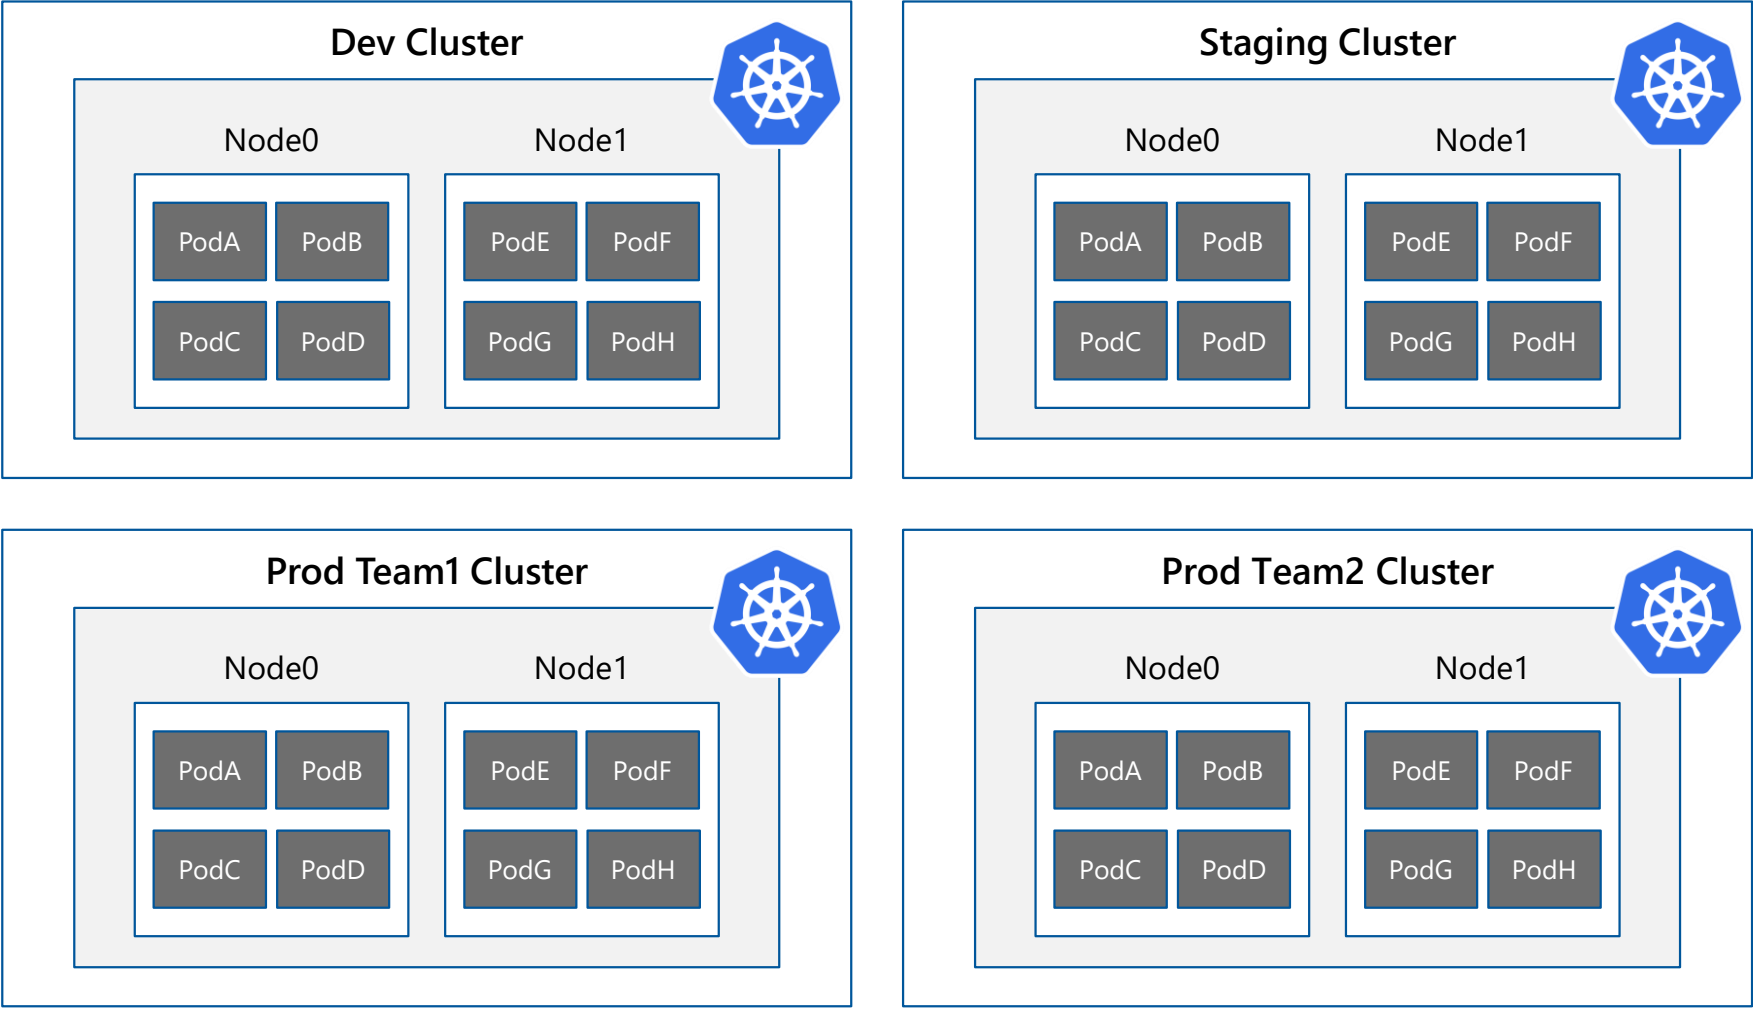 Dev Cluster
Node0
Node1
PodA PodB
PodC PodD
PodE PodF
PodG PodH
Staging Cluster
Node0
Node1
PodA PodB
PodC PodD
PodE PodF
PodG PodH
Prod Team1 Cluster
Node0
Node1
PodA PodB
PodC PodD
PodE PodF
PodG PodH
Prod Team2 Cluster
Node0
Node1
PodA PodB
PodC PodD
PodE PodF
PodG PodH